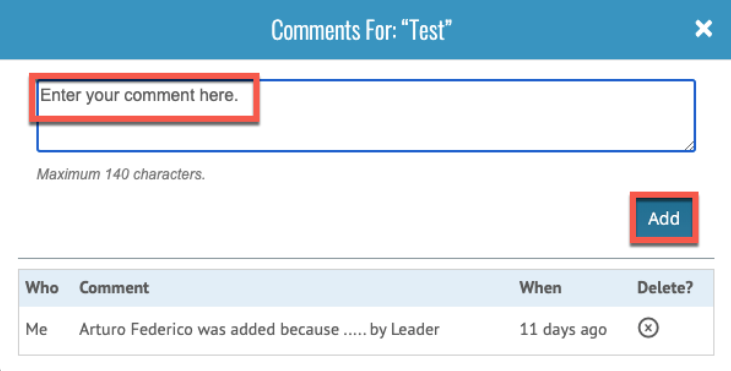 Comments For: “Test”
Enter your comment here.
Maximum 140 characters.
Add
Who Comment When Delete?
Me Arturo Federico was added because ..... by Leader 11 days ago